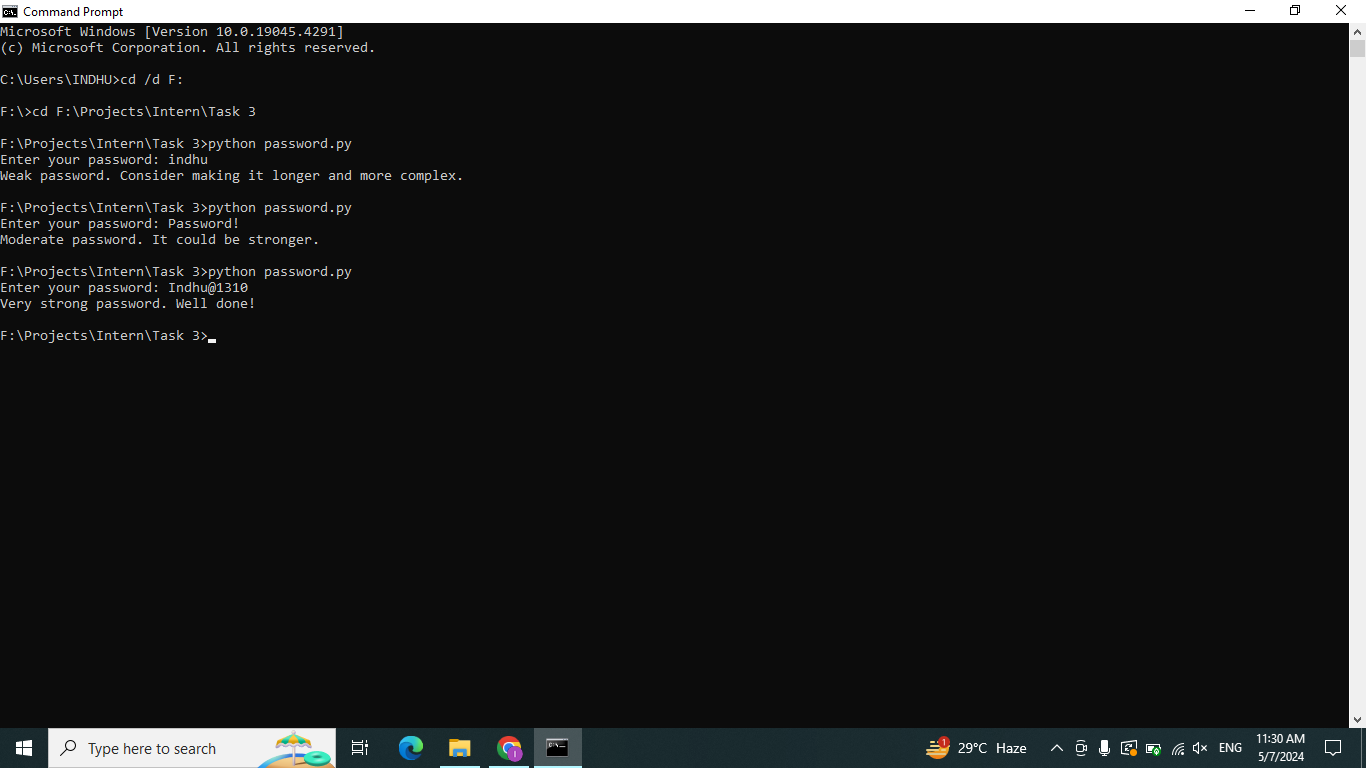 Command Prompt
Microsoft Windows [Version 10.0.19045.4291]
(c) Microsoft Corporation. All rights reserved.
C:\Users\INDHU>cd /d F:
F:\>cd F:\Projects\Intern\Task 3
F:\Projects\Intern\Task 3>python password.py
Enter your password: indhu
Weak password. Consider making it longer and more complex.
F:\Projects\Intern\Task 3>python password.py
Enter your password: Password!
Moderate password. It could be stronger.
F:\Projects\Intern\Task 3>python password.py
Enter your password: Indhu@1310
Very strong password. Well done!
F:\Projects\Intern\Task 3>
Type here to search
1
29°C Haze
ENG
11:30 AM
5/7/2024